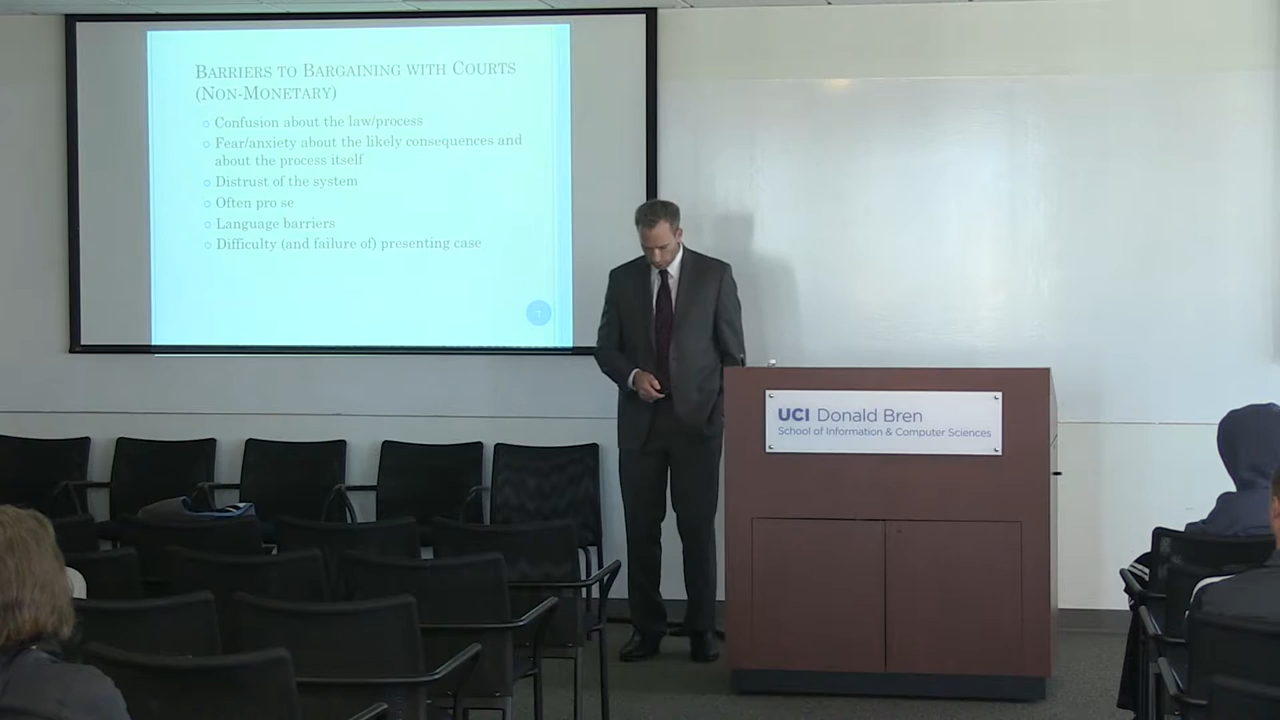 BARRIERS TO BARGAINING WITH COURTS
(NON-MONETARY)
Confusion about the law/process
Fear/anxiety about the likely consequences and
about the process itself
Distrust of the system
Often pro se
Language barriers
Difficulty (and failure of) presenting case
UCI Donald Bren
School of Information & Computer Sciences